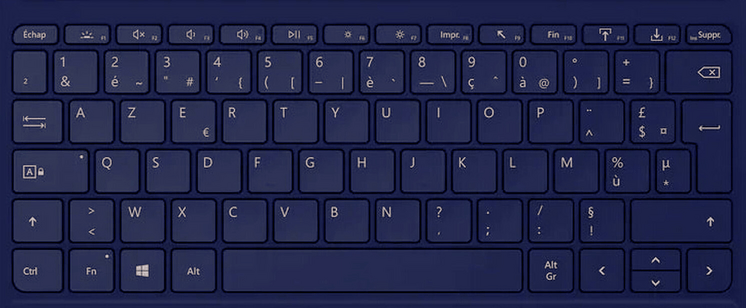 Échap F1 F2 F3 F4 F5 F6 F7 Impr. F8 F9 Fin F10 F11 F12 Ins Suppr.
² 1 & 2 é ~ 3 " # 4 ' { 5 ( [ 6 – | 7 è ` 8 — \ 9 ç ^ 0 à @ ° ) ] + = }
A Z E € R T Y U I O P ¨ ^ £ $ ¤
A Q S D F G H J K L M % ù µ *
> < W X C V B N ? , . ; / : § !
Ctrl Fn Alt Alt Gr